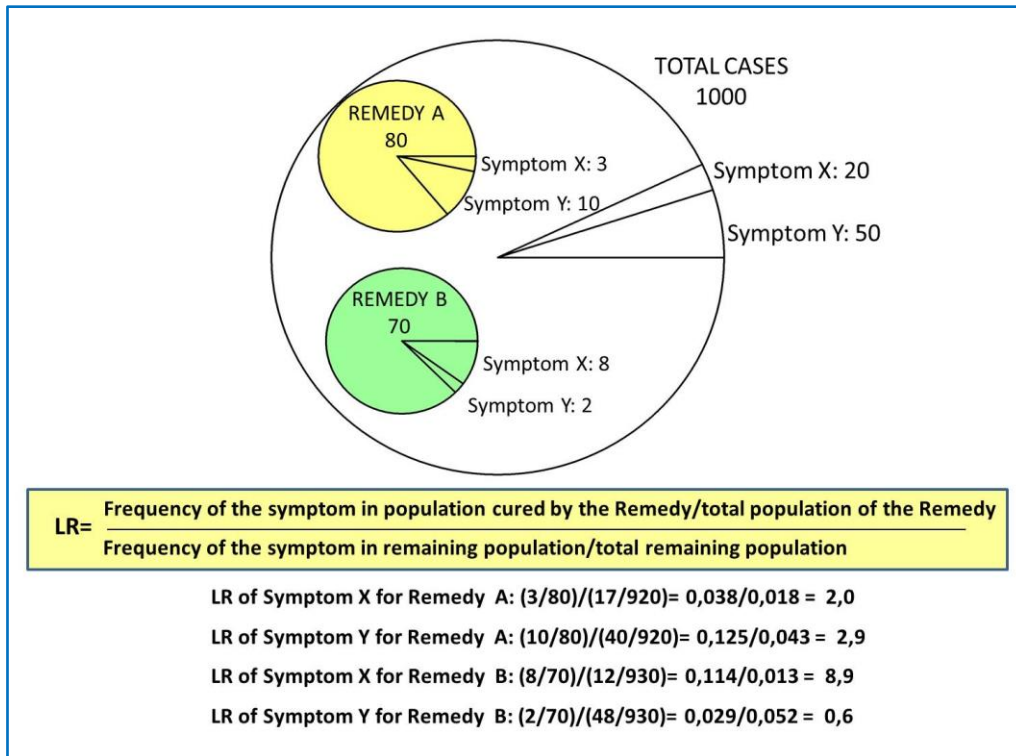 TOTAL CASES
1000
REMEDY A
80
Symptom X: 3
Symptom Y: 10
Symptom X: 20
Symptom Y: 50
REMEDY B
70
Symptom X: 8
Symptom Y: 2
LR=
Frequency of the symptom in population cured by the Remedy/total population of the Remedy
Frequency of the symptom in remaining population/total remaining population
LR of Symptom X for Remedy A: (3/80)/(17/920)= 0,038/0,018 = 2,0
LR of Symptom Y for Remedy A: (10/80)/(40/920)= 0,125/0,043 = 2,9
LR of Symptom X for Remedy B: (8/70)/(12/930)= 0,114/0,013 = 8,9
LR of Symptom Y for Remedy B: (2/70)/(48/930)= 0,029/0,052 = 0,6